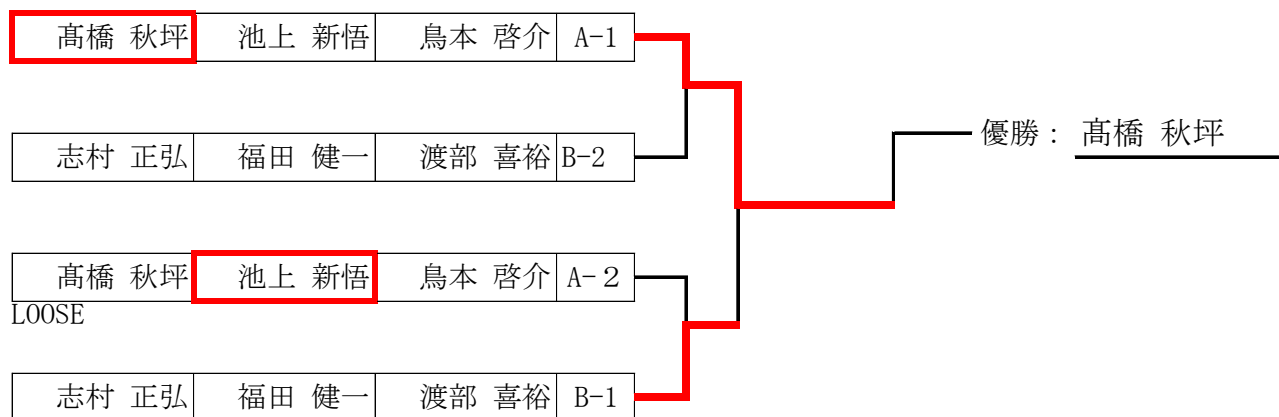 髙橋 秋坪 池上 新悟 鳥本 啓介 A-1
優勝： 髙橋 秋坪
志村 正弘 福田 健一 渡部 喜裕 B-2
髙橋 秋坪 池上 新悟 鳥本 啓介 A-２
LOOSE
志村 正弘 福田 健一 渡部 喜裕 B-1